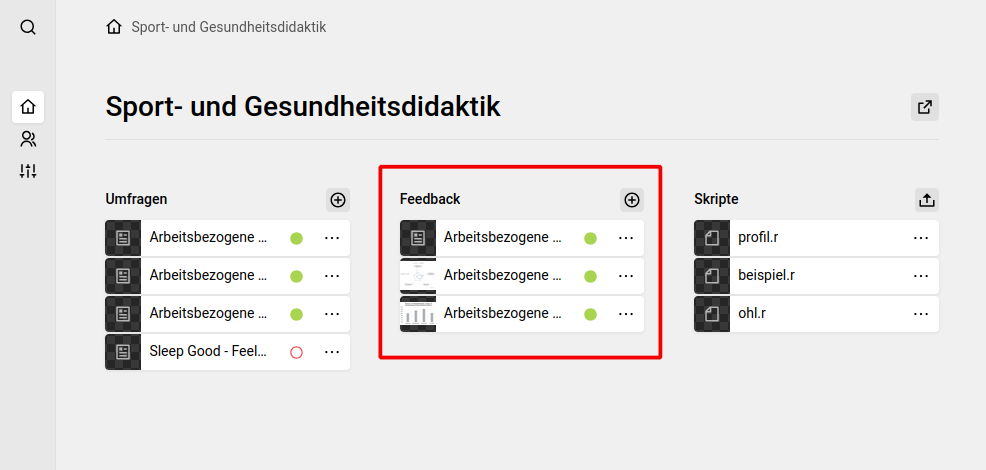 Sport- und Gesundheitsdidaktik
Sport- und Gesundheitsdidaktik
Umfragen
Arbeitsbezogene ...
Arbeitsbezogene ...
Arbeitsbezogene ...
Sleep Good - Feel...
Feedback
Arbeitsbezogene ...
Arbeitsbezogene ...
Arbeitsbezogene ...
Skripte
profil.r
beispiel.r
ohl.r